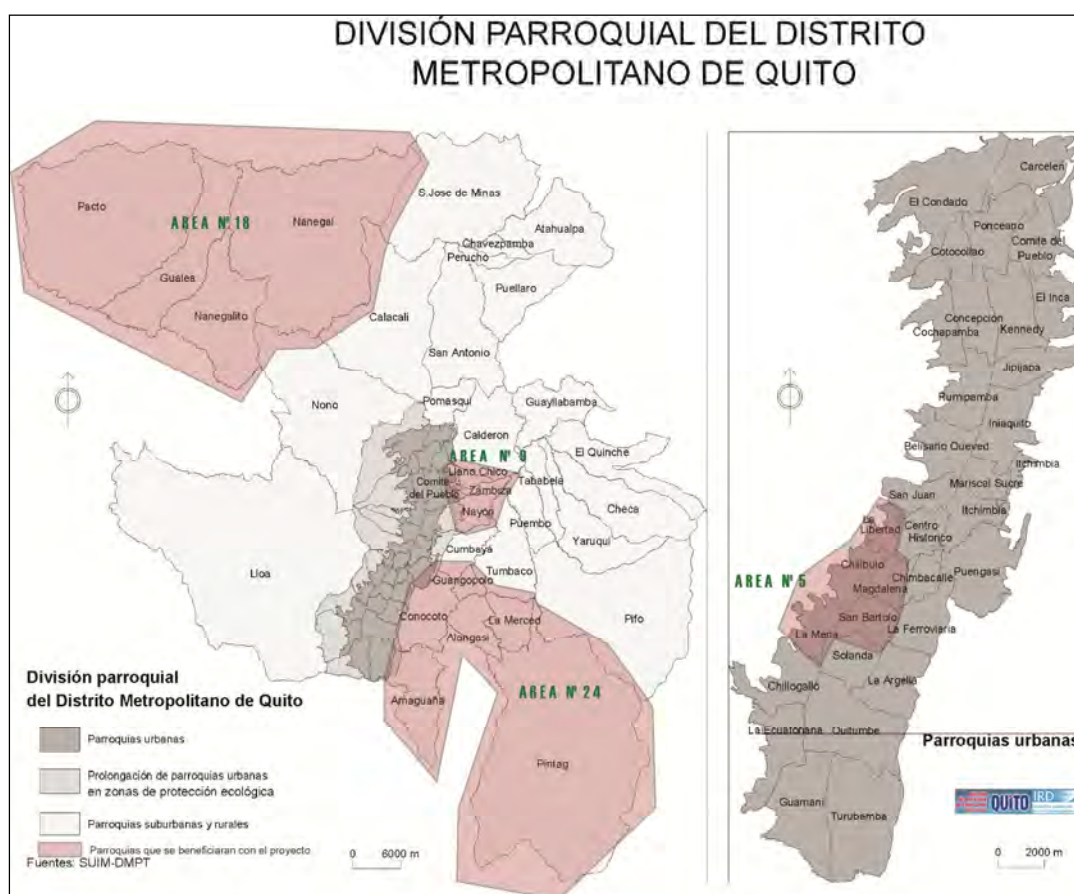 DIVISIÓN PARROQUIAL DEL DISTRITO
METROPOLITANO DE QUITO
Pacto
AREA Nº 18
Nanegal
Gualea
Nanegalito
S.Jose de Minas
Atahualpa
Chavezpamba
Perucho
Puellaro
Calacali
San Antonio
Nono
Pomasqui
Guayllabamba
Calderon
AREA Nº 9
El Quinche
Llano Chico
Comite
del Pueblo
Zambiza
Tababela
Nayon
Checa
Puembo
Yaruqui
Cumbaya
Lloa
Tumbaco
Guangopolo
Conocoto
La Merced
Pifo
Alangasi
Amaguaña
AREA Nº 24
Pintag
División parroquial
del Distrito Metropolitano de Quito
Parroquias urbanas
Prolongación de parroquias urbanas
en zonas de protección ecológica
Parroquias suburbanas y rurales
Parroquias que se beneficiaran con el proyecto
Fuentes: SUIM-DMPT
0 6000 m
Carcelen
El Condado
Ponceano
Cotocollao
Comite del
Pueblo
El Inca
Concepción
Cochapamba
Kennedy
Jipijapa
Rumipamba
Iniaquito
Belisario Queved
Itchimbia
Mariscal Sucre
San Juan
Itchimbia
La
Libertad
Centro
Historico
Chilibulo
AREA Nº 5
Chimbacalle
Puengasi
Magdalena
San Bartolo
La Mena
La Ferroviaria
Solanda
Chillogallo
La Argelia
La Ecuatoriana
Quitumbe
Parroquias urbanas
Guamani
Turubamba
QUITO
IRD
0 2000 m